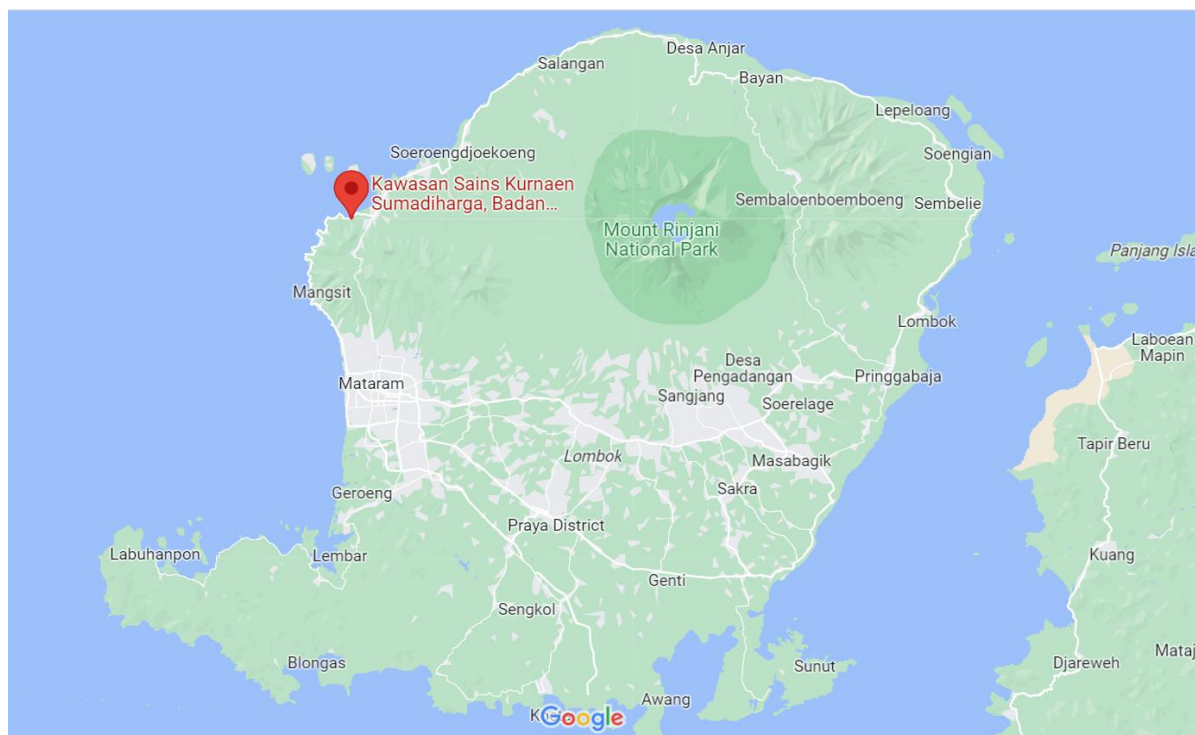 Desa Anjar
Salangan
Bayan
Lepeloang
Soeroengdjoekoeng
Soengian
Kawasan Sains Kurnaen
Sumadiharga, Badan...
Sembaloenboemboeng
Sembelie
Mount Rinjani
National Park
Panjang Isla
Mangsit
Lombok
Laboean
Mapin
Desa
Pengadangan
Mataram
Pringgabaja
Sangjang
Soerelage
Tapir Beru
Lombok
Masabagik
Geroeng
Sakra
Praya District
Labuhanpon
Lembar
Kuang
Genti
Sengkol
Mataj
Blongas
Sunut
Djareweh
Awang
Google